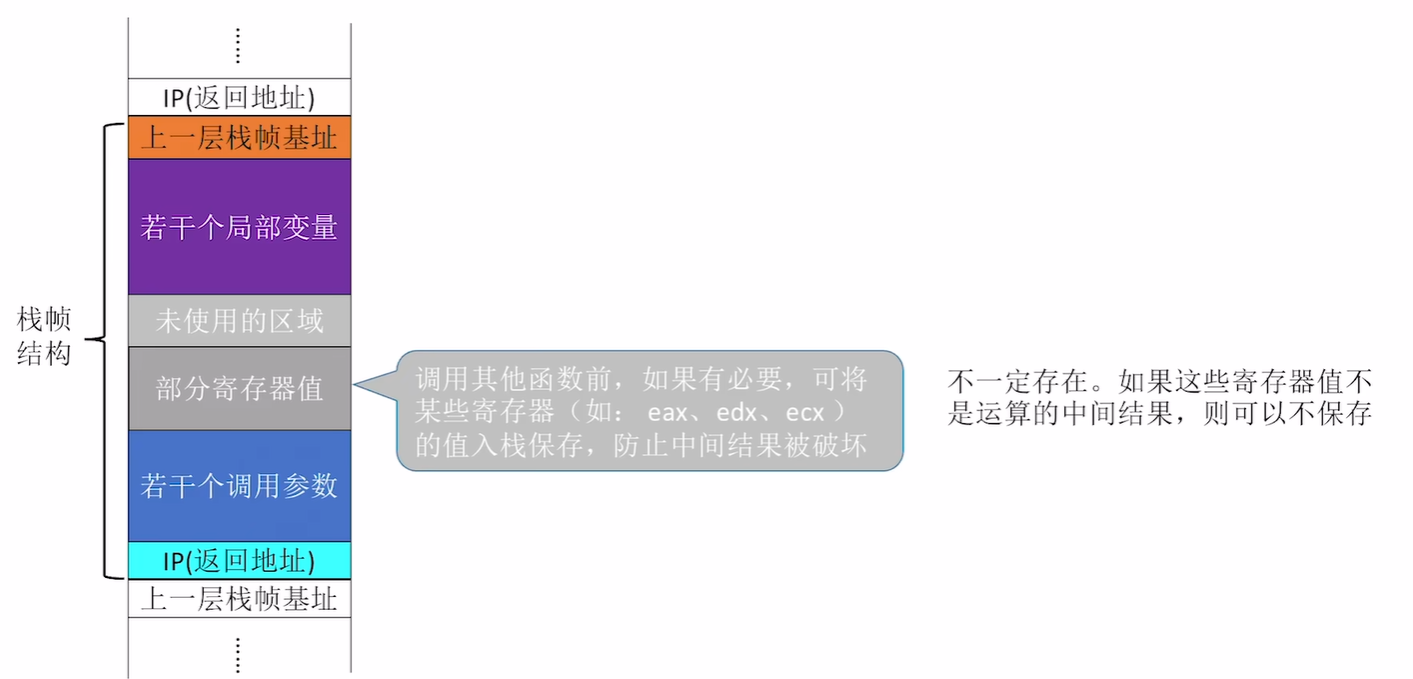 IP(返回地址)
上一层栈帧基址
若干个局部变量
未使用的区域
部分寄存器值
若干个调用参数
IP(返回地址)
上一层栈帧基址
栈帧
结构
调用其他函数前，如果有必要，可将
某些寄存器（如： eax、edx、ecx ）
的值入栈保存，防止中间结果被破坏
不一定存在。如果这些寄存器值不
是运算的中间结果，则可以不保存